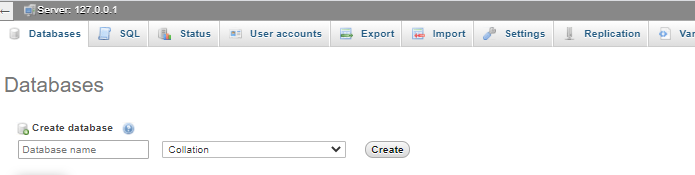 Server: 127.0.0.1
Databases SQL Status User accounts Export Import Settings Replication
Databases
Create database
Database name Collation Create